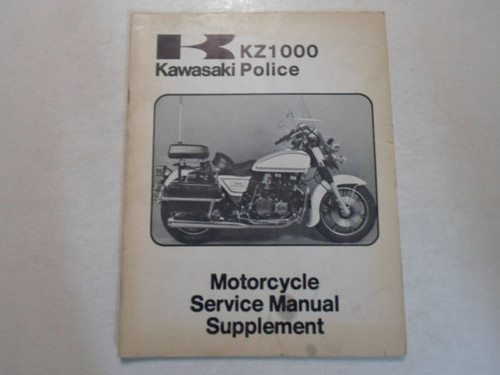 KZ1000
Kawasaki Police
Motorcycle
Service Manual
Supplement